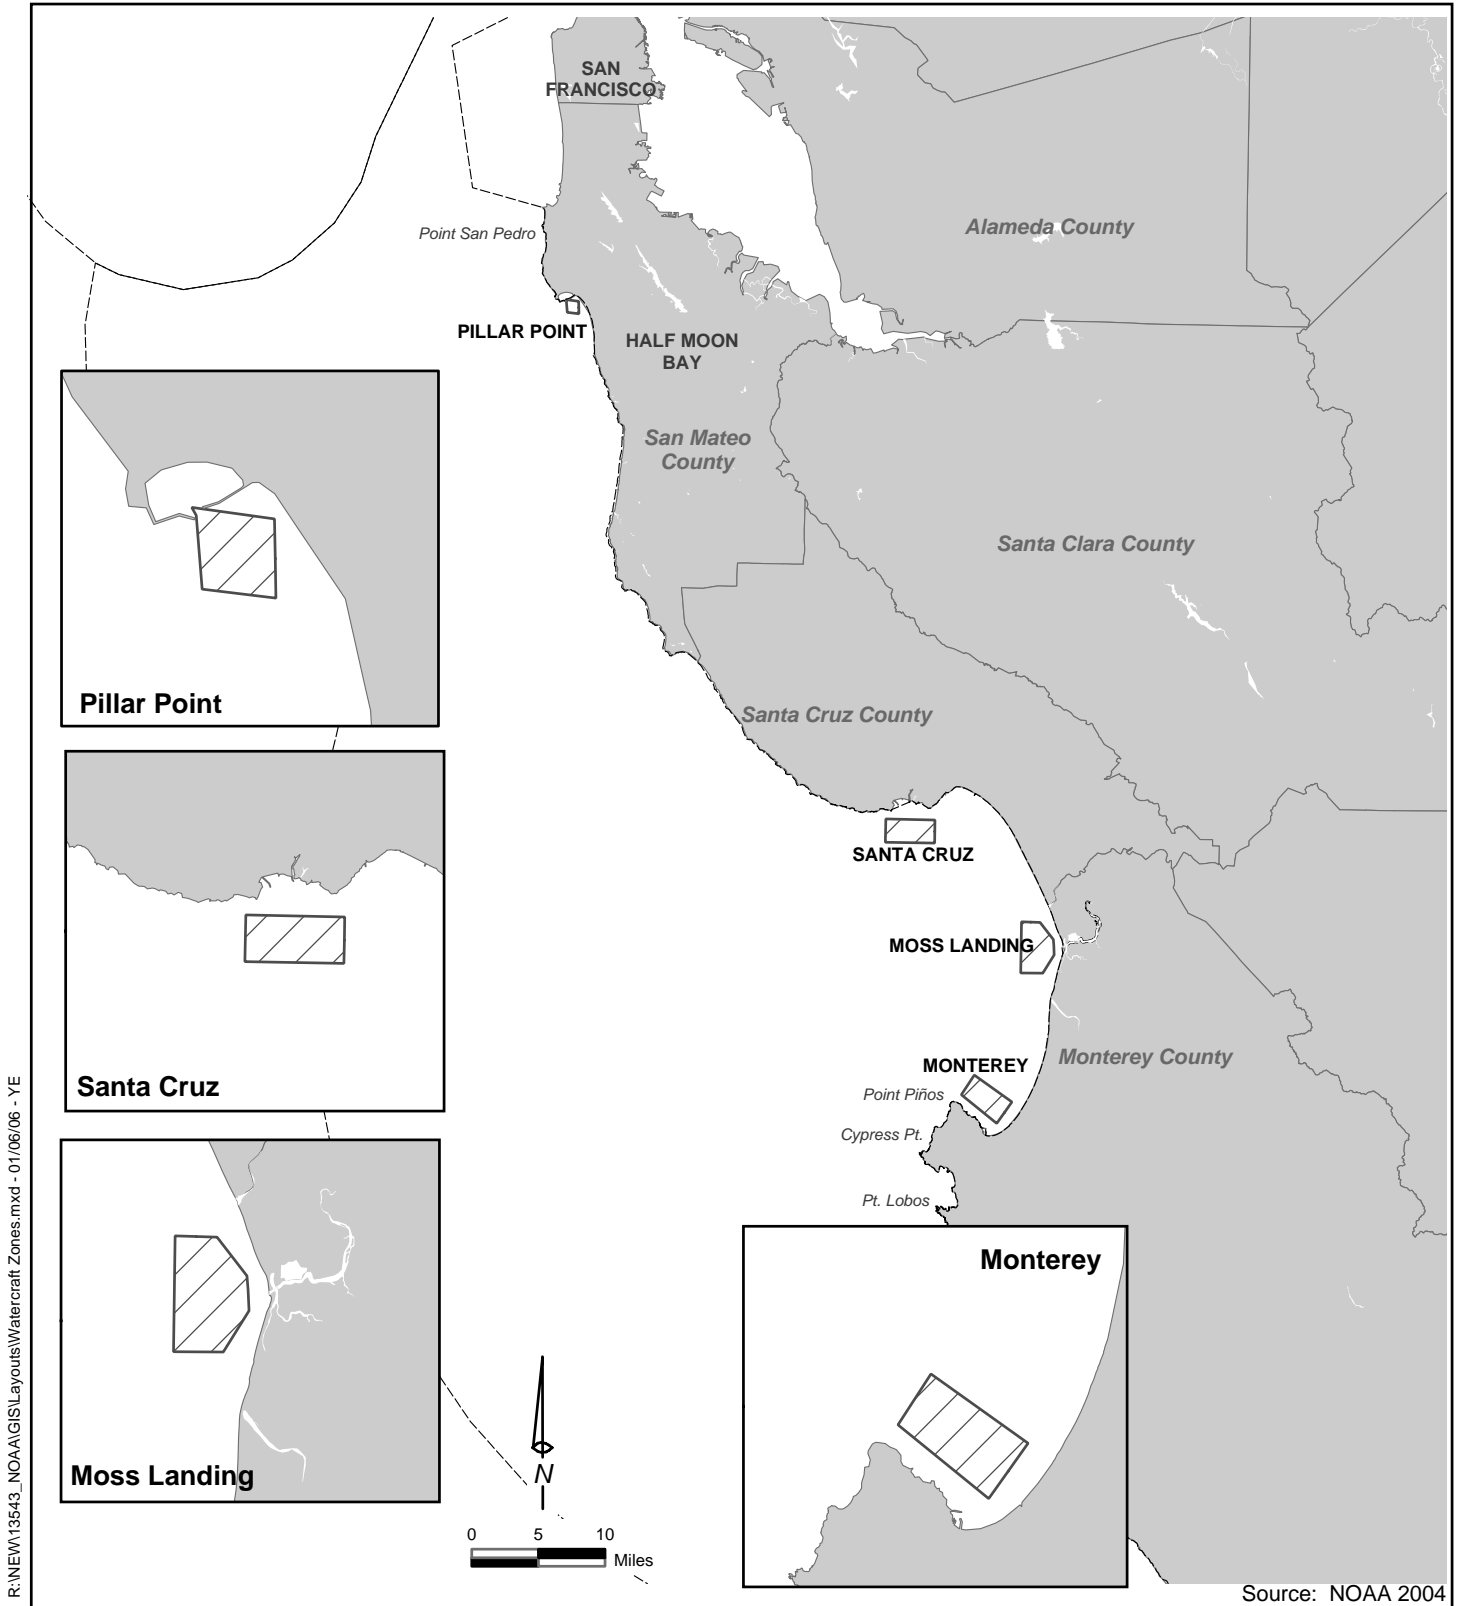 SAN
FRANCISCO
Alameda County
Point San Pedro
PILLAR POINT
HALF MOON
BAY
San Mateo
County
Santa Clara County
Pillar Point
Santa Cruz County
SANTA CRUZ
MOSS LANDING
Santa Cruz
MONTEREY
Monterey County
Point Piños
Cypress Pt.
Pt. Lobos
Monterey
Moss Landing
N
0 5 10
Miles
Source: NOAA 2004
R:\NEW\13543_NOAA\GIS\Layouts\Watercraft Zones.mxd - 01/06/06 - YE